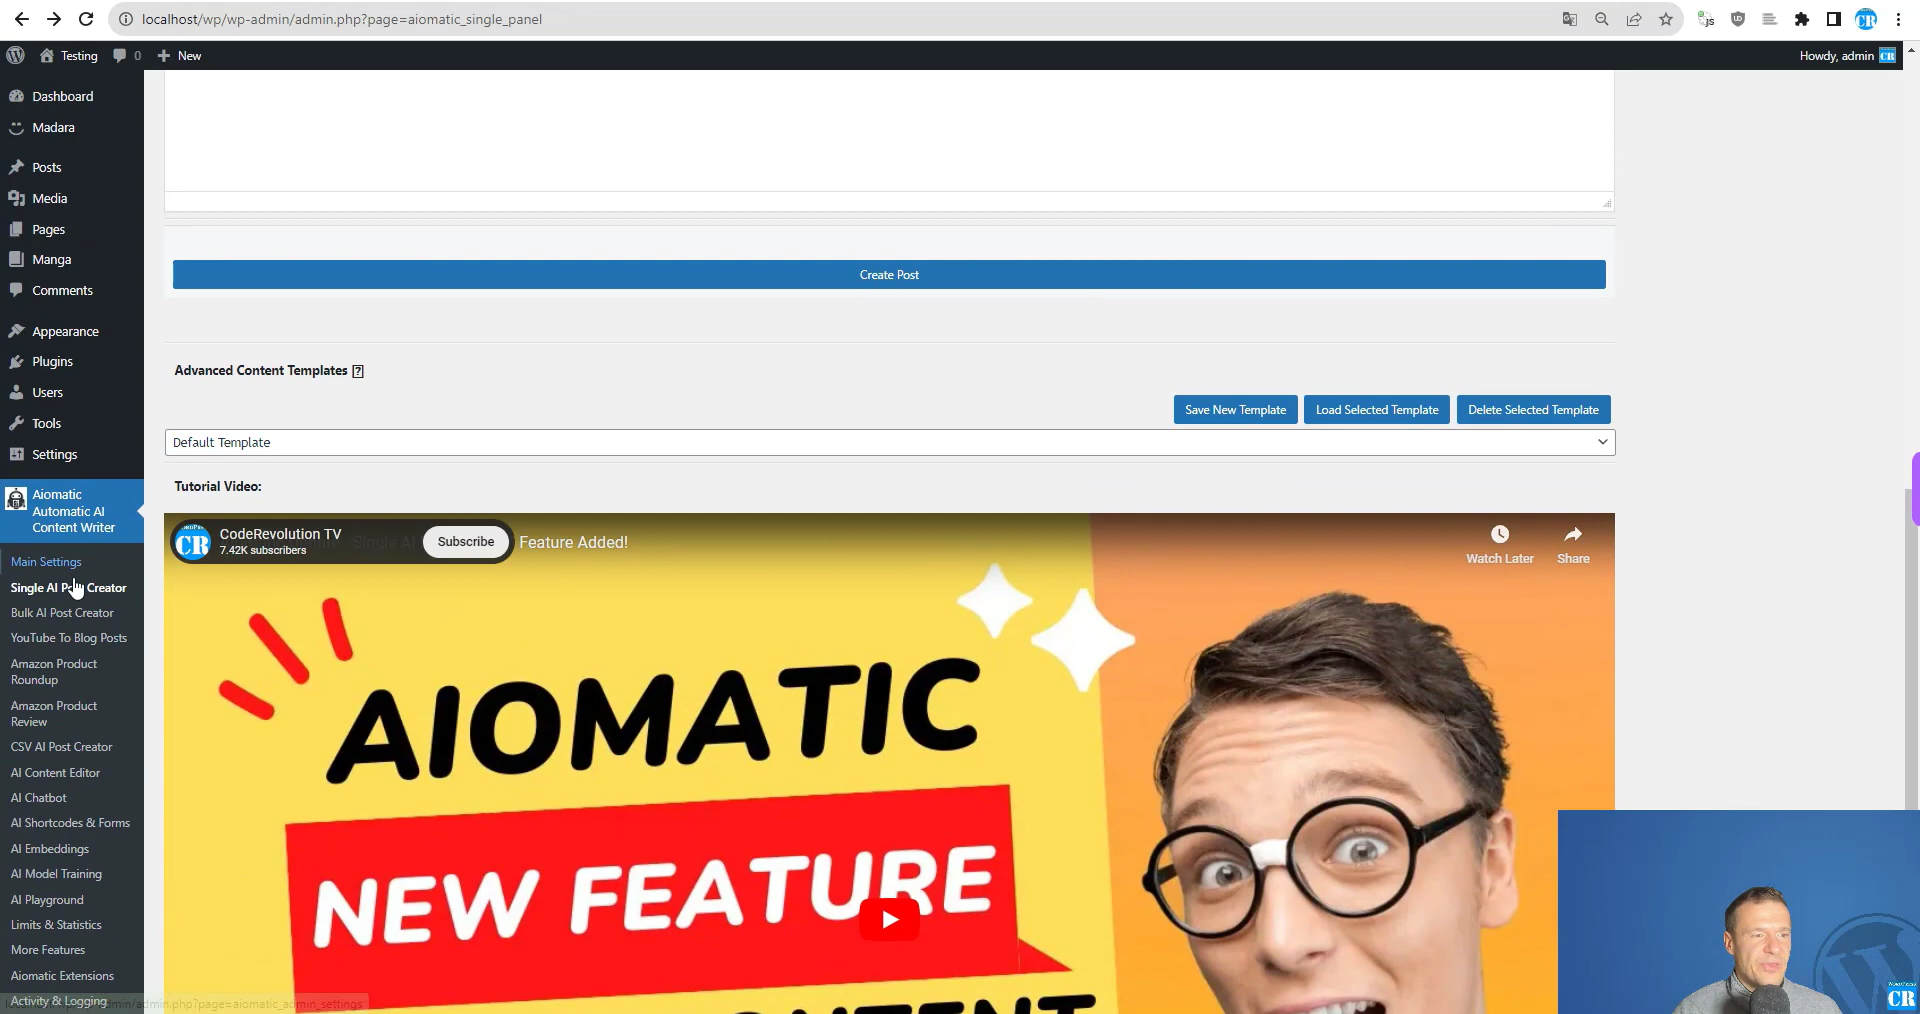 localhost/wp/wp-admin/admin.php?page=aiomatic_single_panel
Testing
0
New
Howdy, admin
Dashboard
Madara
Posts
Media
Pages
Manga
Comments
Appearance
Plugins
Users
Tools
Settings
Aiomatic
Automatic AI
Content Writer
Main Settings
Single AI Post Creator
Bulk AI Post Creator
YouTube To Blog Posts
Amazon Product
Roundup
Amazon Product
Review
CSV AI Post Creator
AI Content Editor
AI Chatbot
AI Shortcodes & Forms
AI Embeddings
AI Model Training
AI Playground
Limits & Statistics
More Features
Aiomatic Extensions
Activity & Logging
Create Post
Advanced Content Templates [?]
Save New Template
Load Selected Template
Delete Selected Template
Default Template
Tutorial Video:
CodeRevolution TV
7.42K subscribers
Subscribe
Feature Added!
Watch Later
Share
AIOMATIC
NEW FEATURE
CR